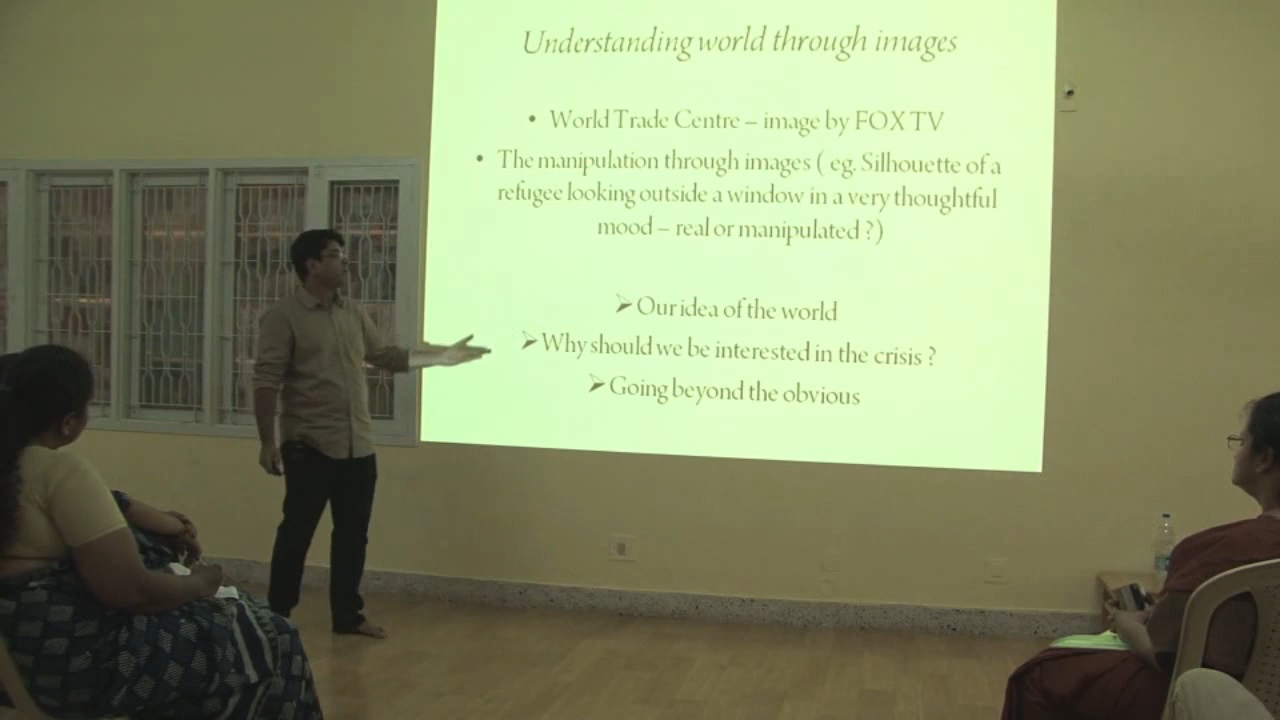 Understanding world through images
• World Trade Centre – image by FOX TV
• The manipulation through images ( eg. Silhouette of a
refugee looking outside a window in a very thoughtful
mood – real or manipulated ?)
➢ Our idea of the world
➢ Why should we be interested in the crisis ?
➢ Going beyond the obvious